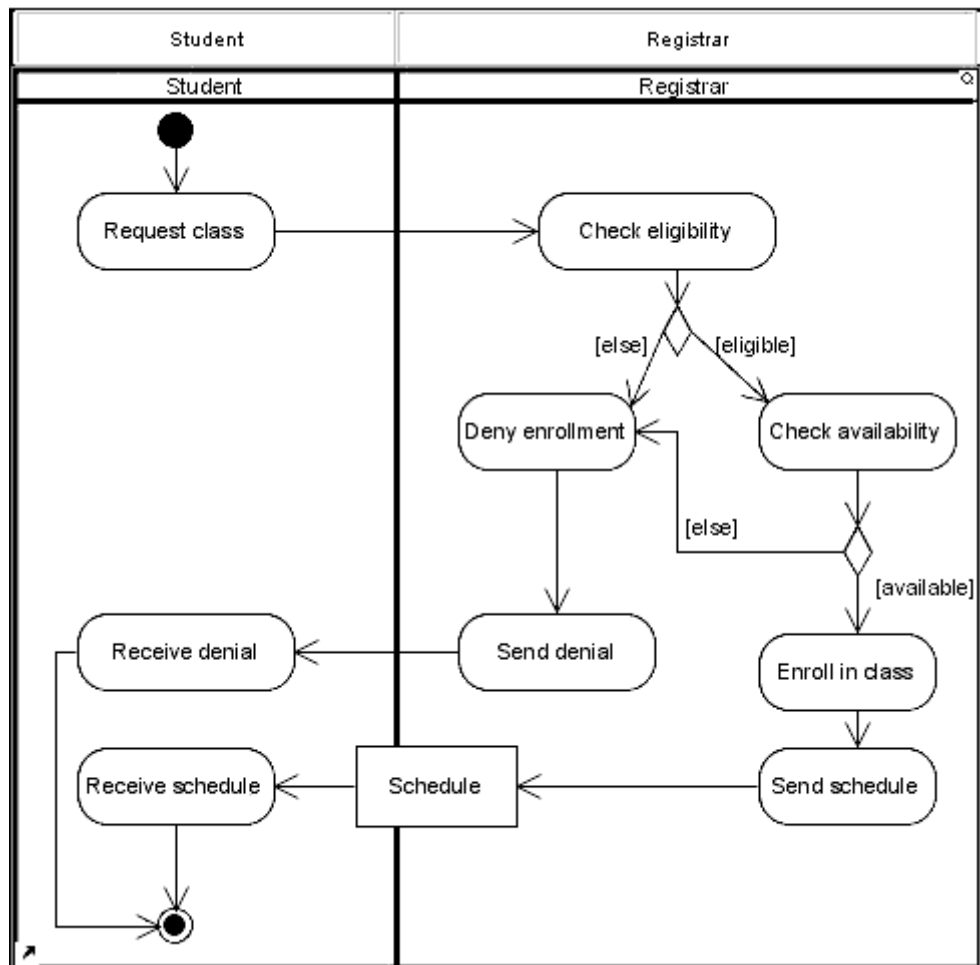 Student
Registrar
Student
Registrar
Request class
Check eligibility
[else]
[eligible]
Deny enrollment
Check availability
[else]
[available]
Receive denial
Send denial
Enroll in class
Receive schedule
Schedule
Send schedule